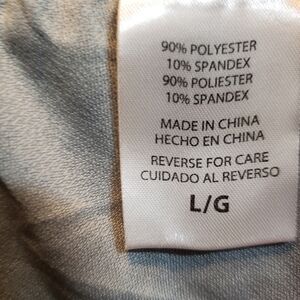 90% POLYESTER
10% SPANDEX
90% POLIESTER
10% SPANDEX
MADE IN CHINA
HECHO EN CHINA
REVERSE FOR CARE
CUIDADO AL REVERSO
L/G